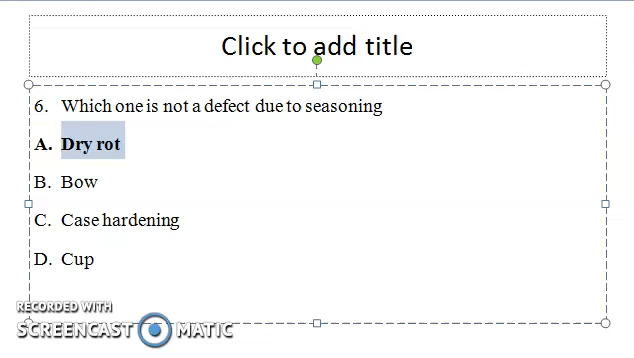 Click to add title
6. Which one is not a defect due to seasoning
A. Dry rot
B. Bow
C. Case hardening
D. Cup
RECORDED WITH
SCREENCAST MATIC